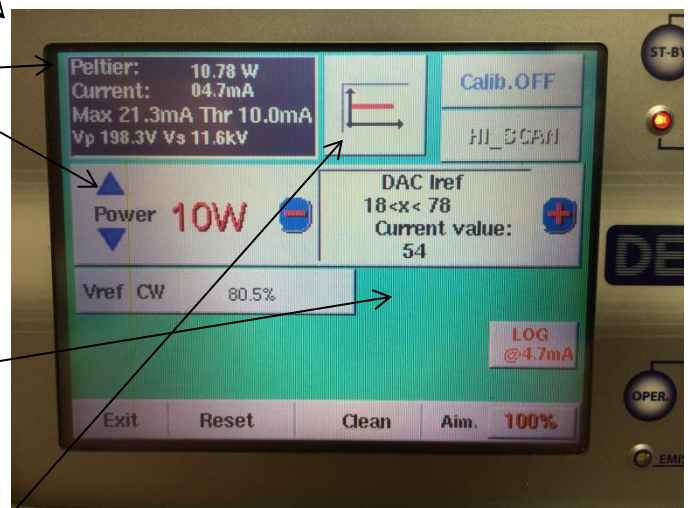 Peltier: 10.78 W
Current: 04.7mA
Max 21.3mA Thr 10.0mA
Vp 198.3V Vs 11.6kV
Calib.OFF
HI_SCAN
Power 10W
DAC Iref
18<x< 78
Current value:
54
Vref CW 80.5%
LOG
@4.7mA
Exit Reset Clean Aim. 100%
ST-BY
DE
OPER.
EMIS